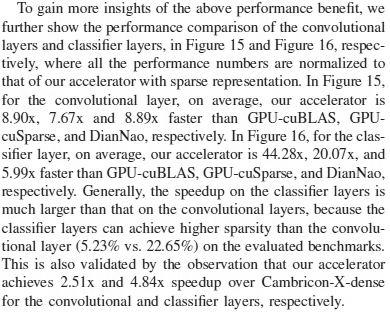 To gain more insights of the above performance benefit, we
further show the performance comparison of the convolutional
layers and classifier layers, in Figure 15 and Figure 16, respec-
tively, where all the performance numbers are normalized to
that of our accelerator with sparse representation. In Figure 15,
for the convolutional layer, on average, our accelerator is
8.90x, 7.67x and 8.89x faster than GPU-cuBLAS, GPU-
cuSparse, and DianNao, respectively. In Figure 16, for the clas-
sifier layer, on average, our accelerator is 44.28x, 20.07x, and
5.99x faster than GPU-cuBLAS, GPU-cuSparse, and DianNao,
respectively. Generally, the speedup on the classifier layers is
much larger than that on the convolutional layers, because the
classifier layers can achieve higher sparsity than the convolu-
tional layer (5.23% vs. 22.65%) on the evaluated benchmarks.
This is also validated by the observation that our accelerator
achieves 2.51x and 4.84x speedup over Cambricon-X-dense
for the convolutional and classifier layers, respectively.